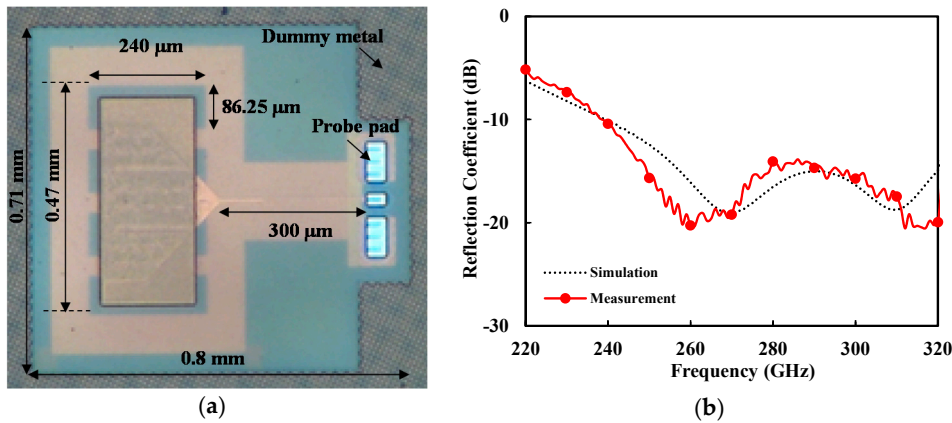 240 μm
Dummy metal
86.25 μm
Probe pad
0.71 mm
0.47 mm
300 μm
0.8 mm
(a)
0
-10
-20
-30
Reflection Coefficient (dB)
Simulation
Measurement
220 240 260 280 300 320
Frequency (GHz)
(b)